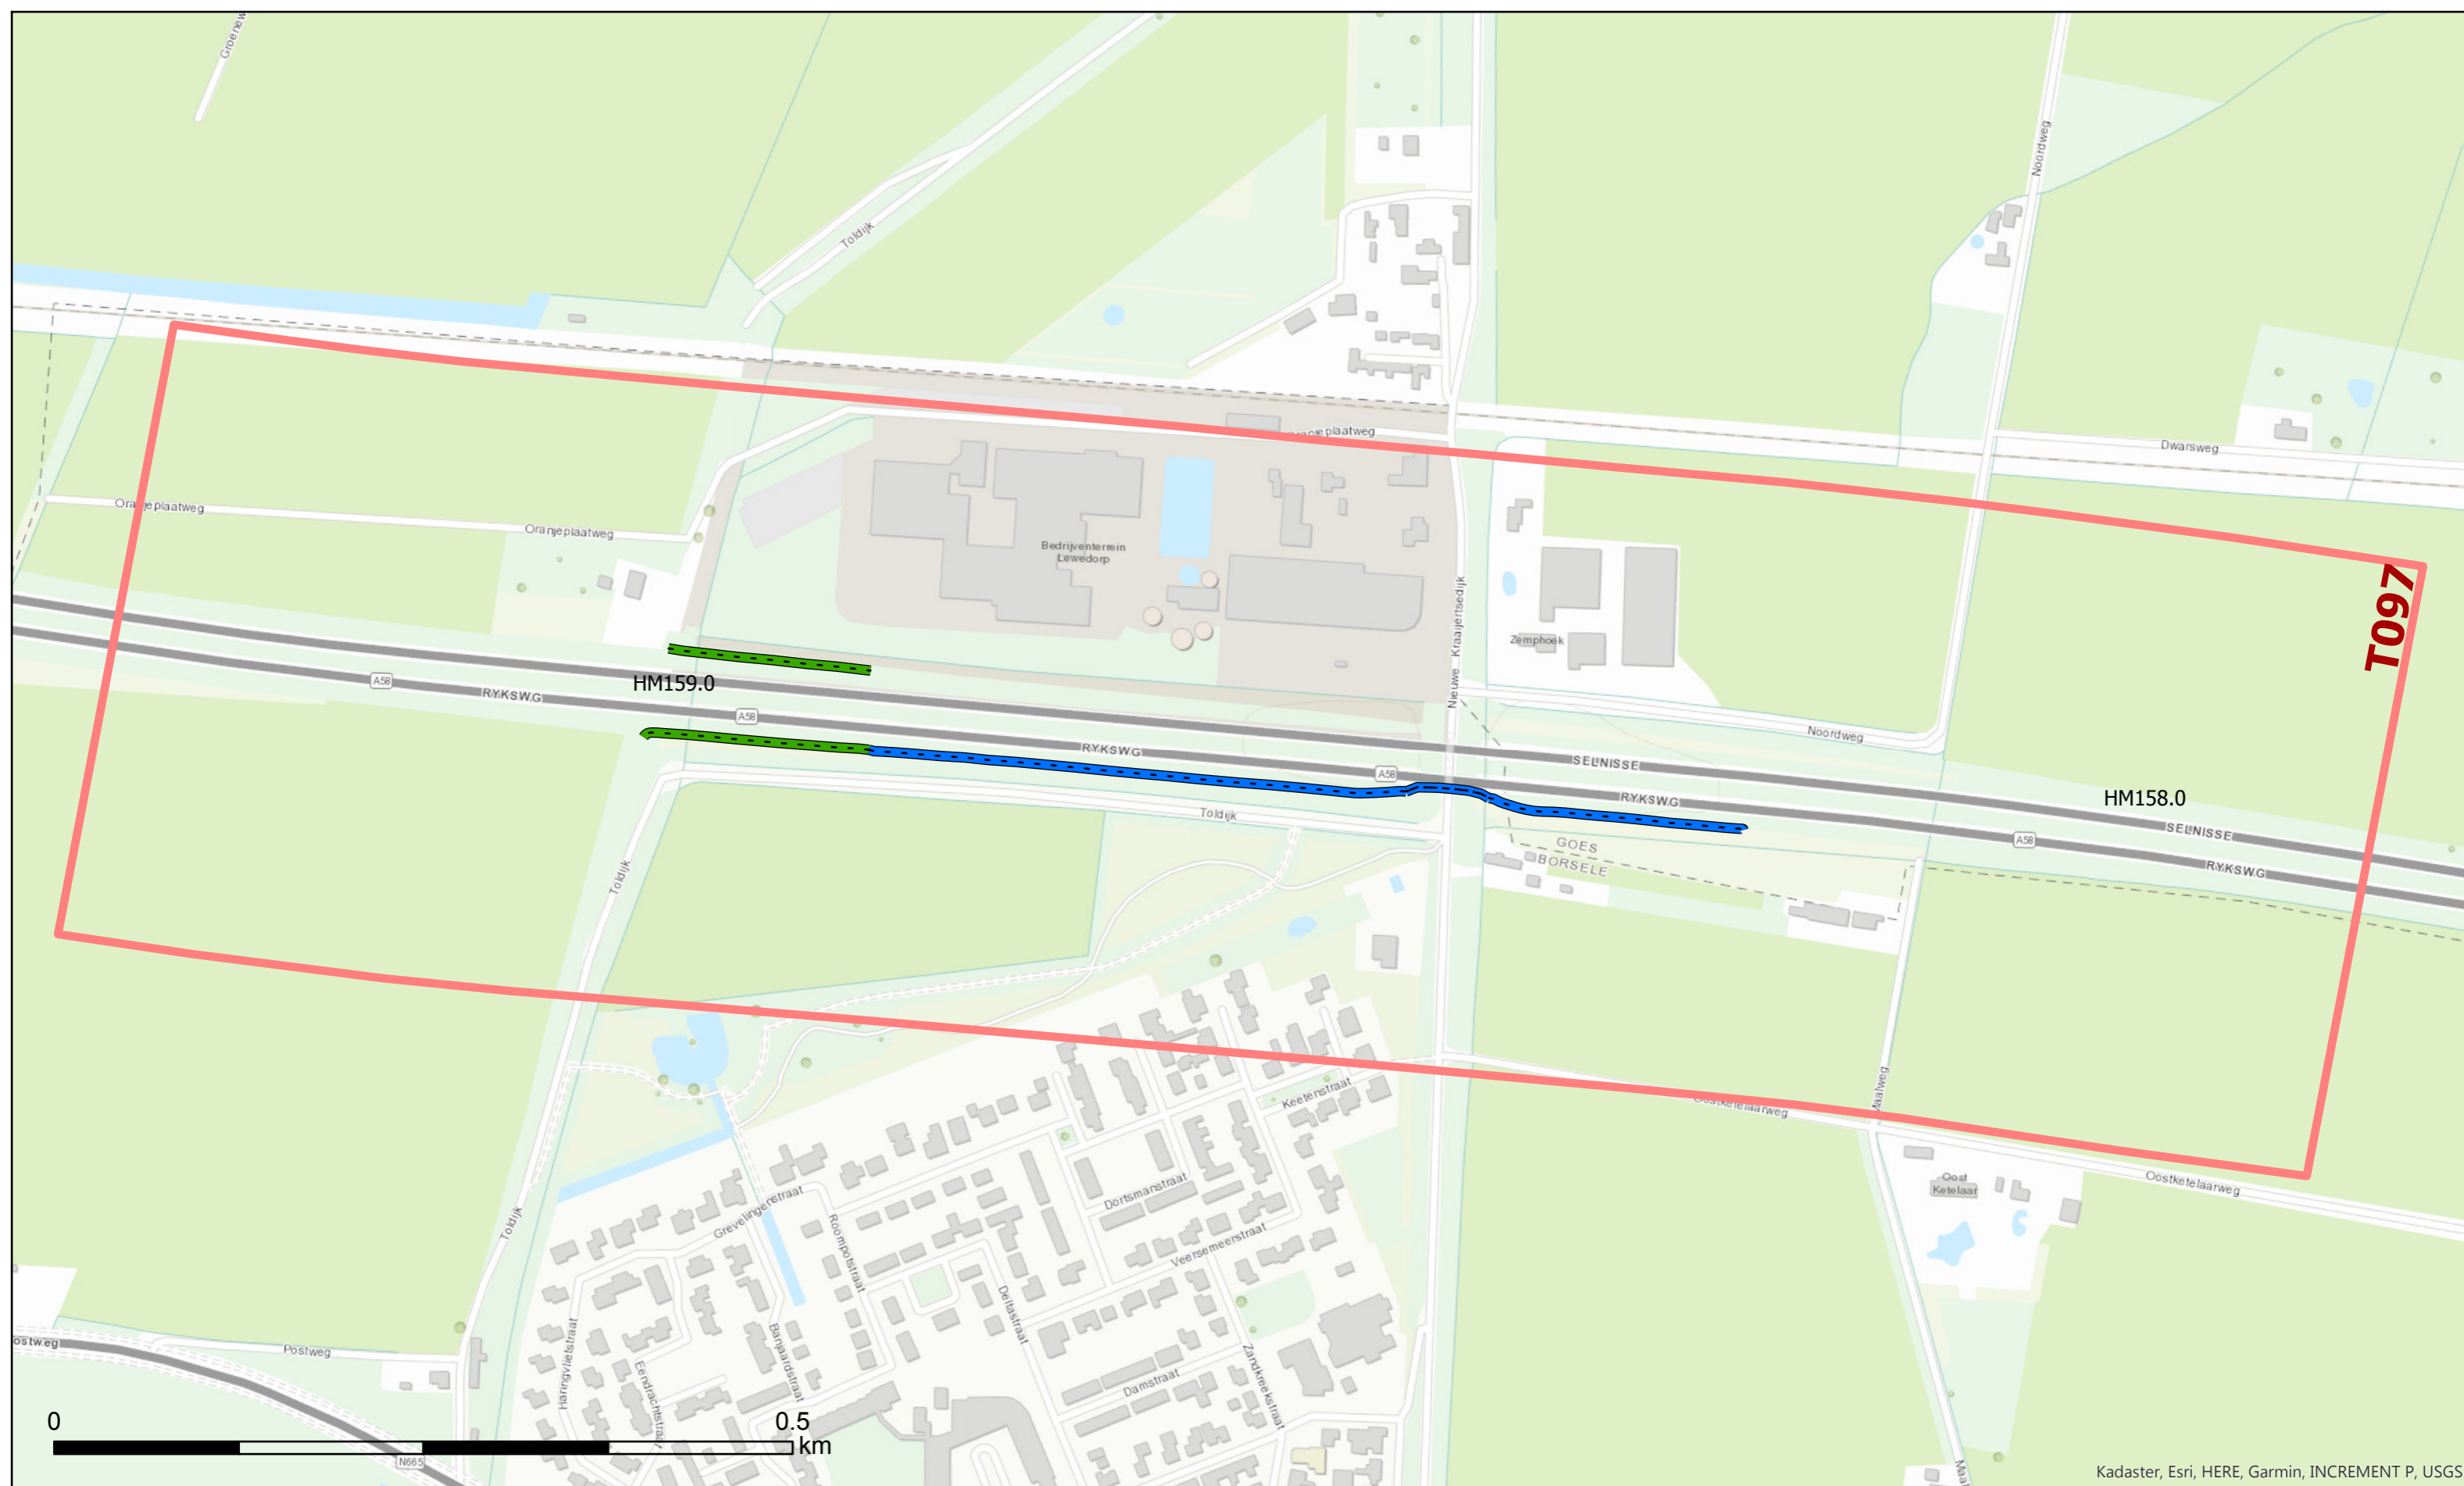 Noordweg
Toldijk
Oranjeplaatweg
Dwarsweg
Oranjeplaatweg
Oranjeplaatweg
Bedrijventerrein
Lewedorp
T097
Nieuwe Kraaijertsedijk
Zemphoek
HM159.0
A58
RYKSWG
A58
RYKSWG
Noordweg
SELNISSE
A58
RYKSWG
HM158.0
SELNISSE
A58
RYKSWG
Toldijk
GOES
BORSELE
Toldijk
Keetenstraat
Oostketelaarweg
Maalweg
Oost
Ketelaar
Oostketelaarweg
Dortsmanstraat
Grevelingenstraat
Roompotstraat
Veersemeerstraat
Toldijk
Deltastraat
Postweg
Haringvlietstraat
Banjaardstraat
Eendrachtstraat
Damstraat
Zandkreekstraat
0
0.5
km
N665
Kadaster, Esri, HERE, Garmin, INCREMENT P, USGS